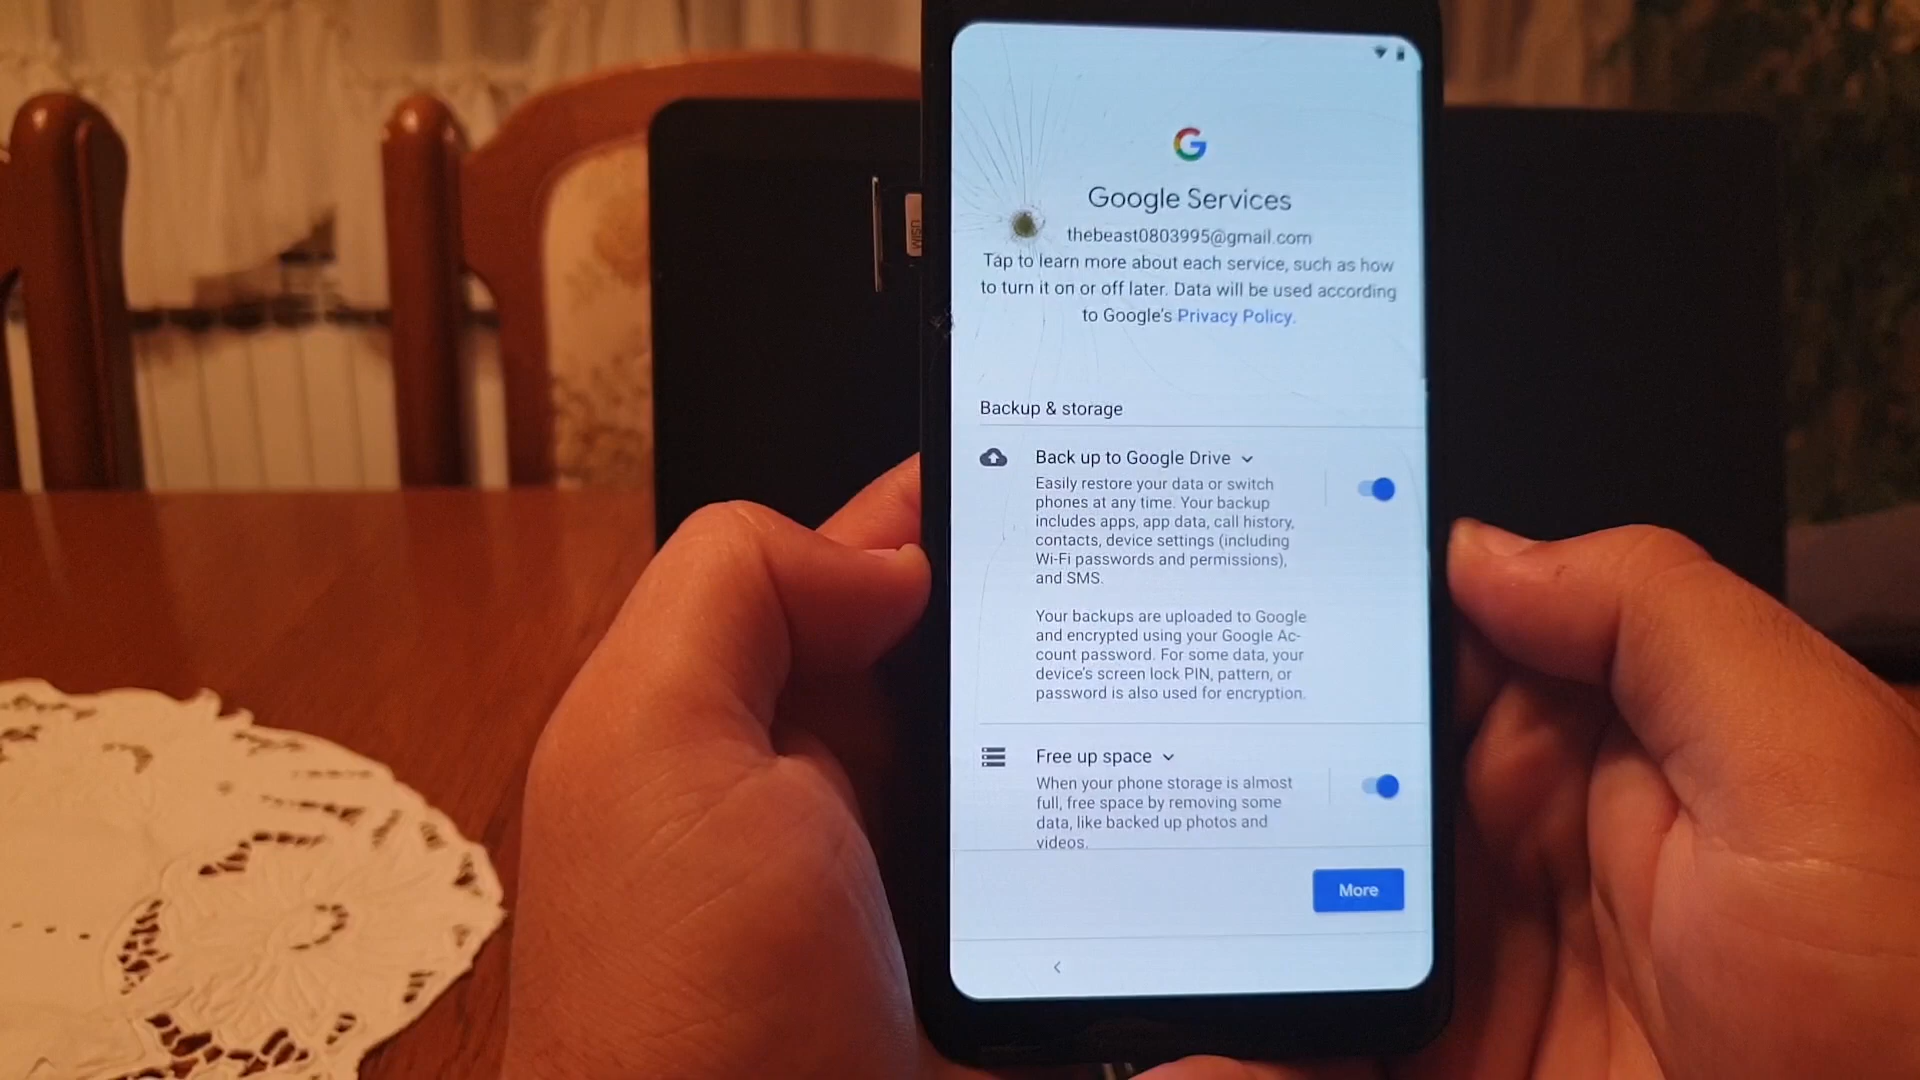 Google Services
thebeast0803995@gmail.com
Tap to learn more about each service, such as how
to turn it on or off later. Data will be used according
to Google's Privacy Policy.
Backup & storage
Back up to Google Drive
Easily restore your data or switch
phones at any time. Your backup
includes apps, app data, call history,
contacts, device settings (including
Wi-Fi passwords and permissions),
and SMS.
Your backups are uploaded to Google
and encrypted using your Google Ac-
count password. For some data, your
device's screen lock PIN, pattern, or
password is also used for encryption.
Free up space
When your phone storage is almost
full, free space by removing some
data, like backed up photos and
videos.
More
USIM